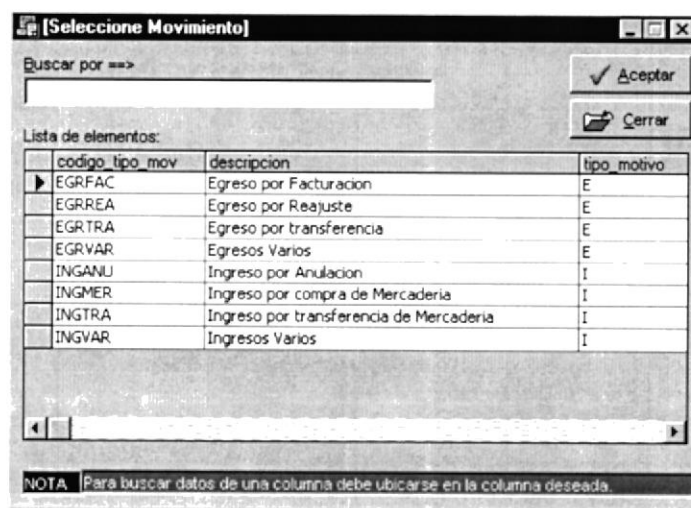 [Seleccione Movimiento]
Buscar por ==>
Aceptar
Cerrar
Lista de elementos:
codigo_tipo_mov descripcion tipo_motivo
EGRFAC Egreso por Facturacion E
EGRREA Egreso por Reajuste E
EGRTRA Egreso por transferencia E
EGRVAR Egresos Varios E
INGANU Ingreso por Anulacion I
INGMER Ingreso por compra de Mercaderia I
INGTRA Ingreso por transferencia de Mercaderia I
INGVAR Ingresos Varios I
NOTA Para buscar datos de una columna debe ubicarse en la columna deseada.